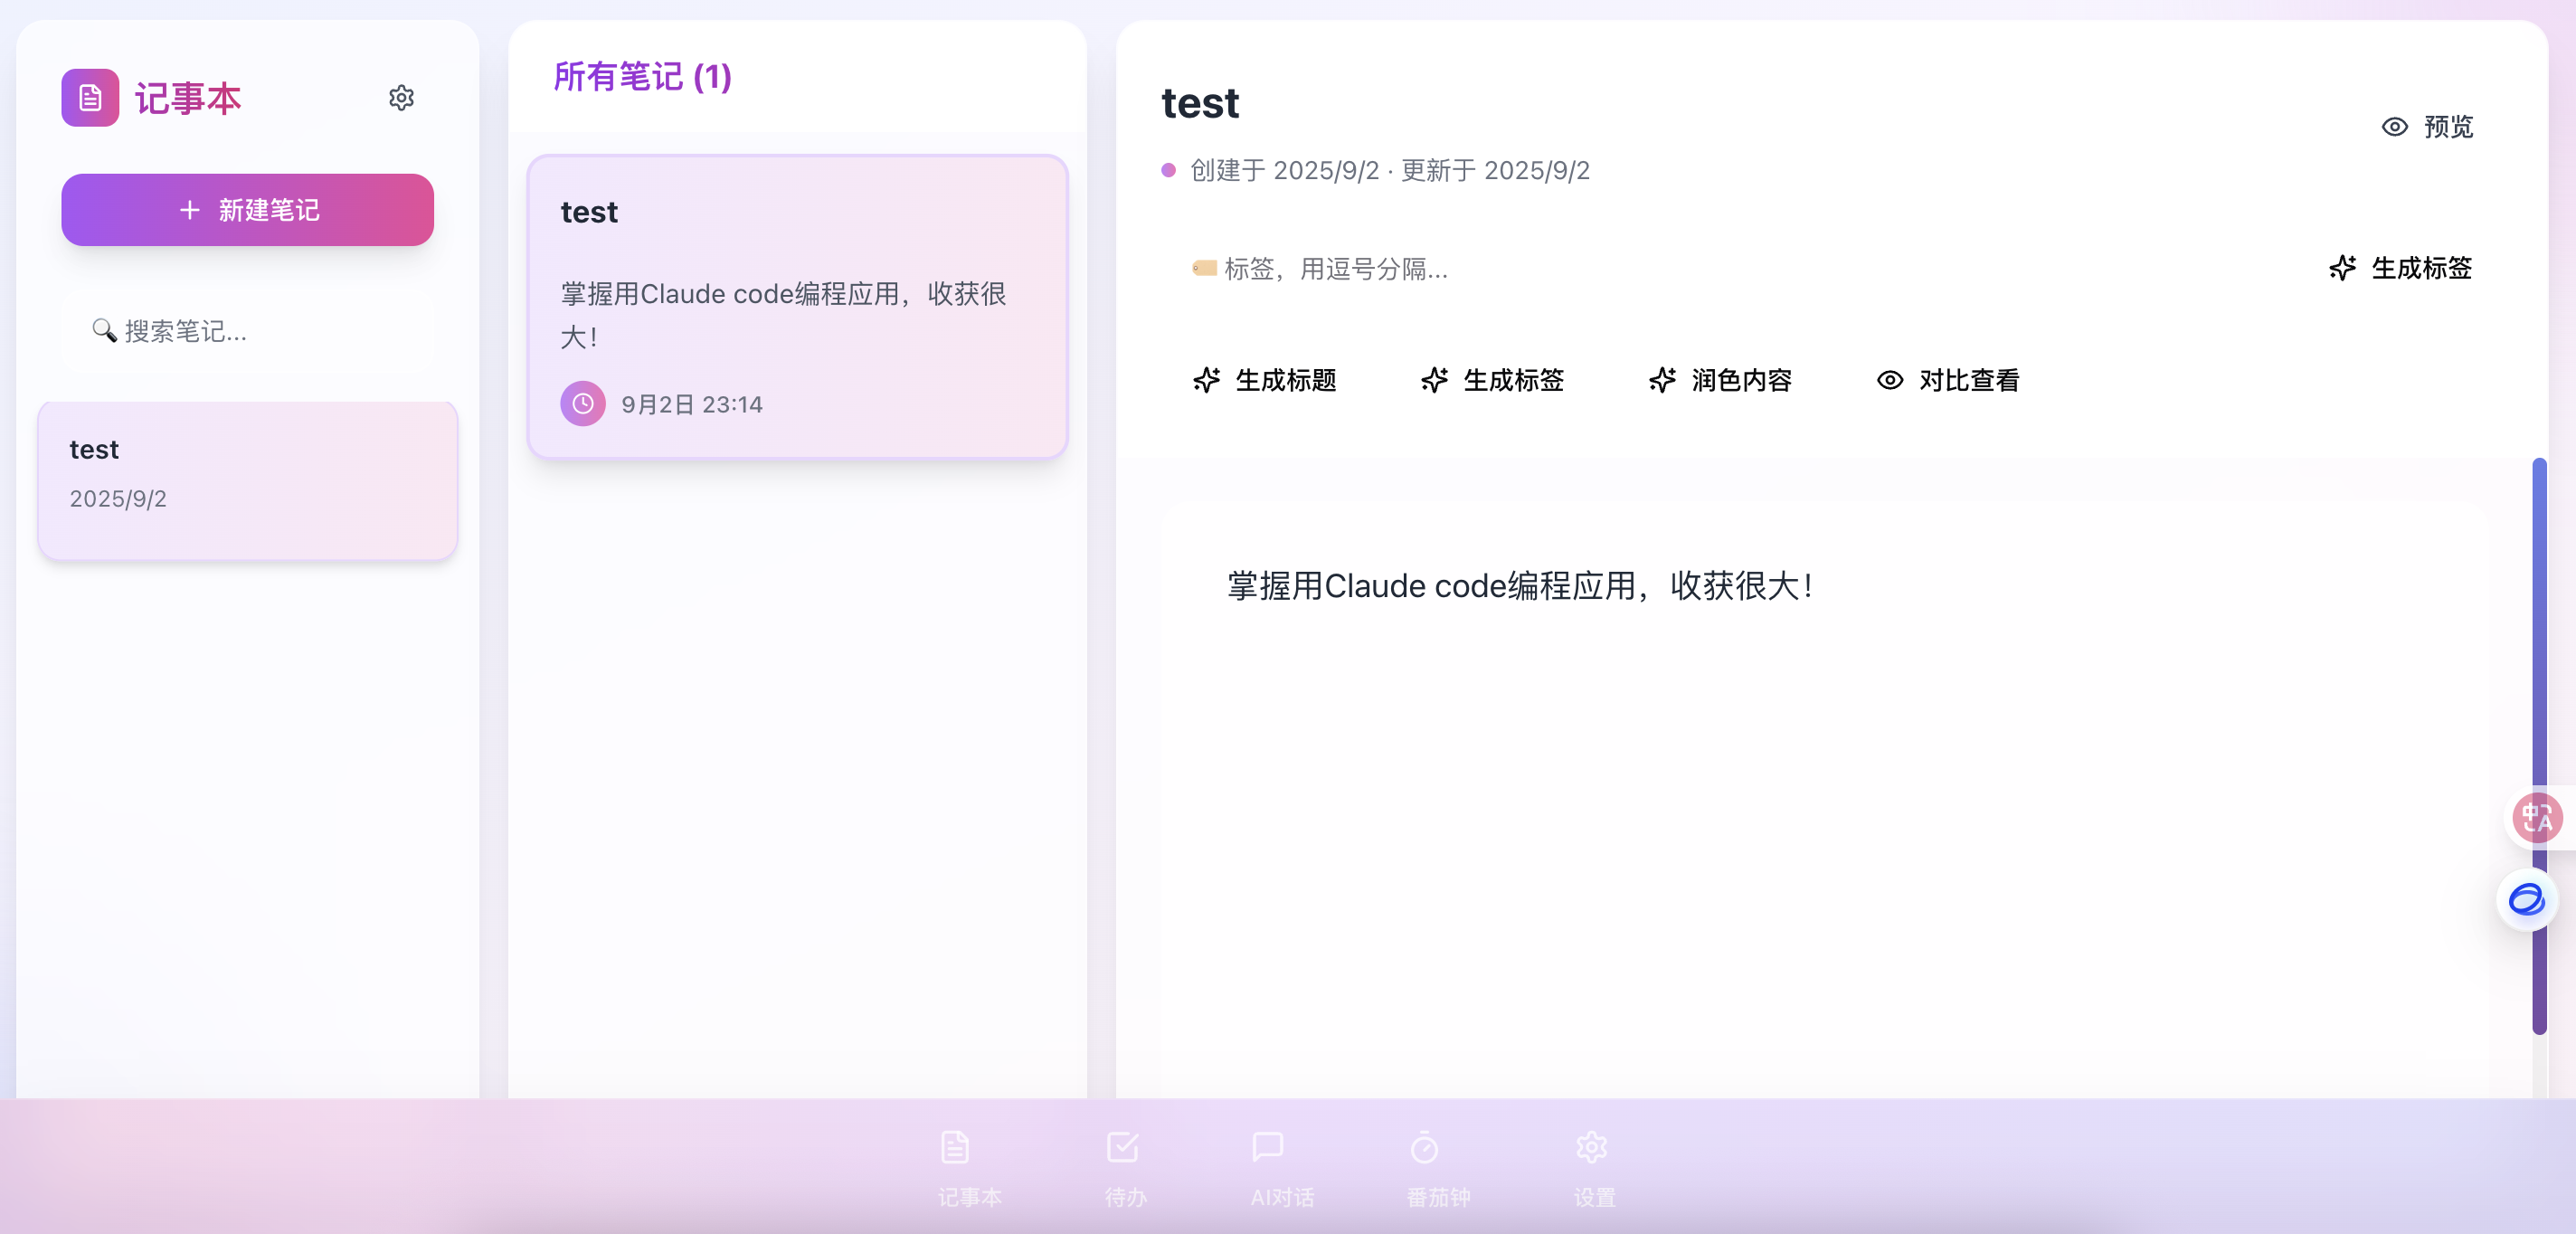 记事本
新建笔记
搜索笔记...
test
2025/9/2
所有笔记 (1)
test
掌握用Claude code编程应用，收获很
大！
9月2日 23:14
test
预览
创建于 2025/9/2 · 更新于 2025/9/2
标签，用逗号分隔...
生成标签
生成标题
生成标签
润色内容
对比查看
掌握用Claude code编程应用，收获很大！
中A
记事本
待办
AI对话
番茄钟
设置